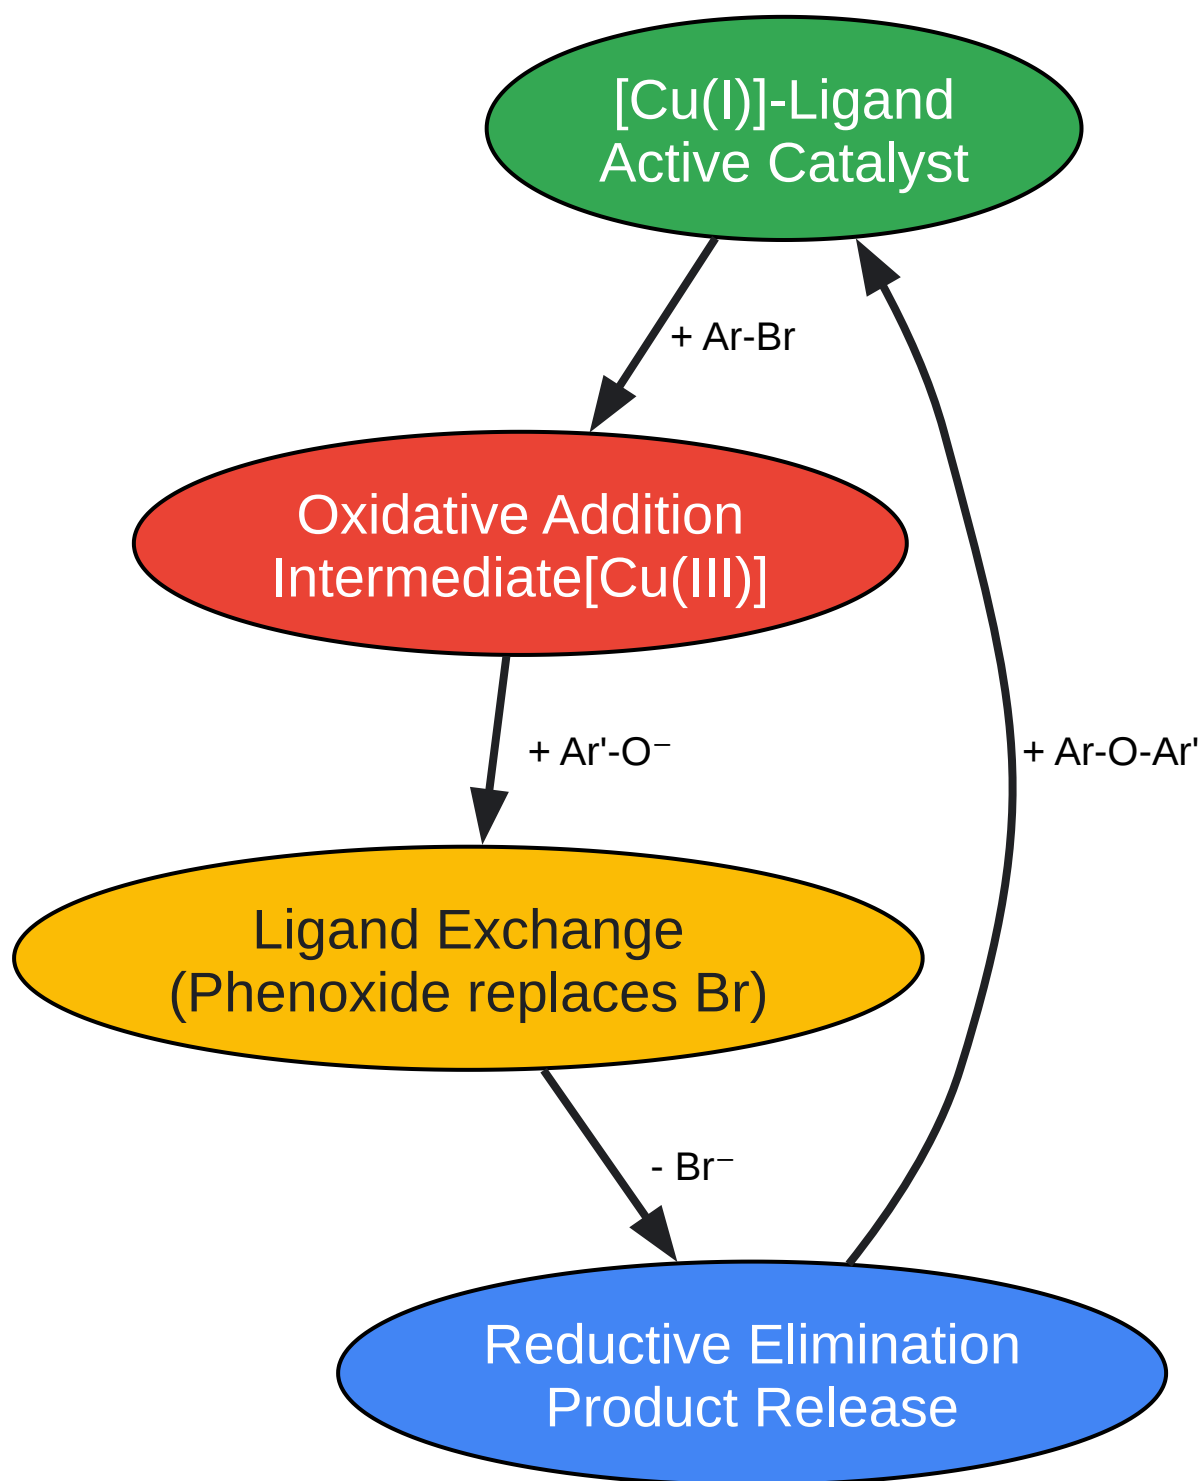 [Cu(I)]-Ligand
Active Catalyst
+ Ar-Br
Oxidative Addition
Intermediate[Cu(III)]
+ Ar'-O⁻
+ Ar-O-Ar'
Ligand Exchange
(Phenoxide replaces Br)
- Br⁻
Reductive Elimination
Product Release